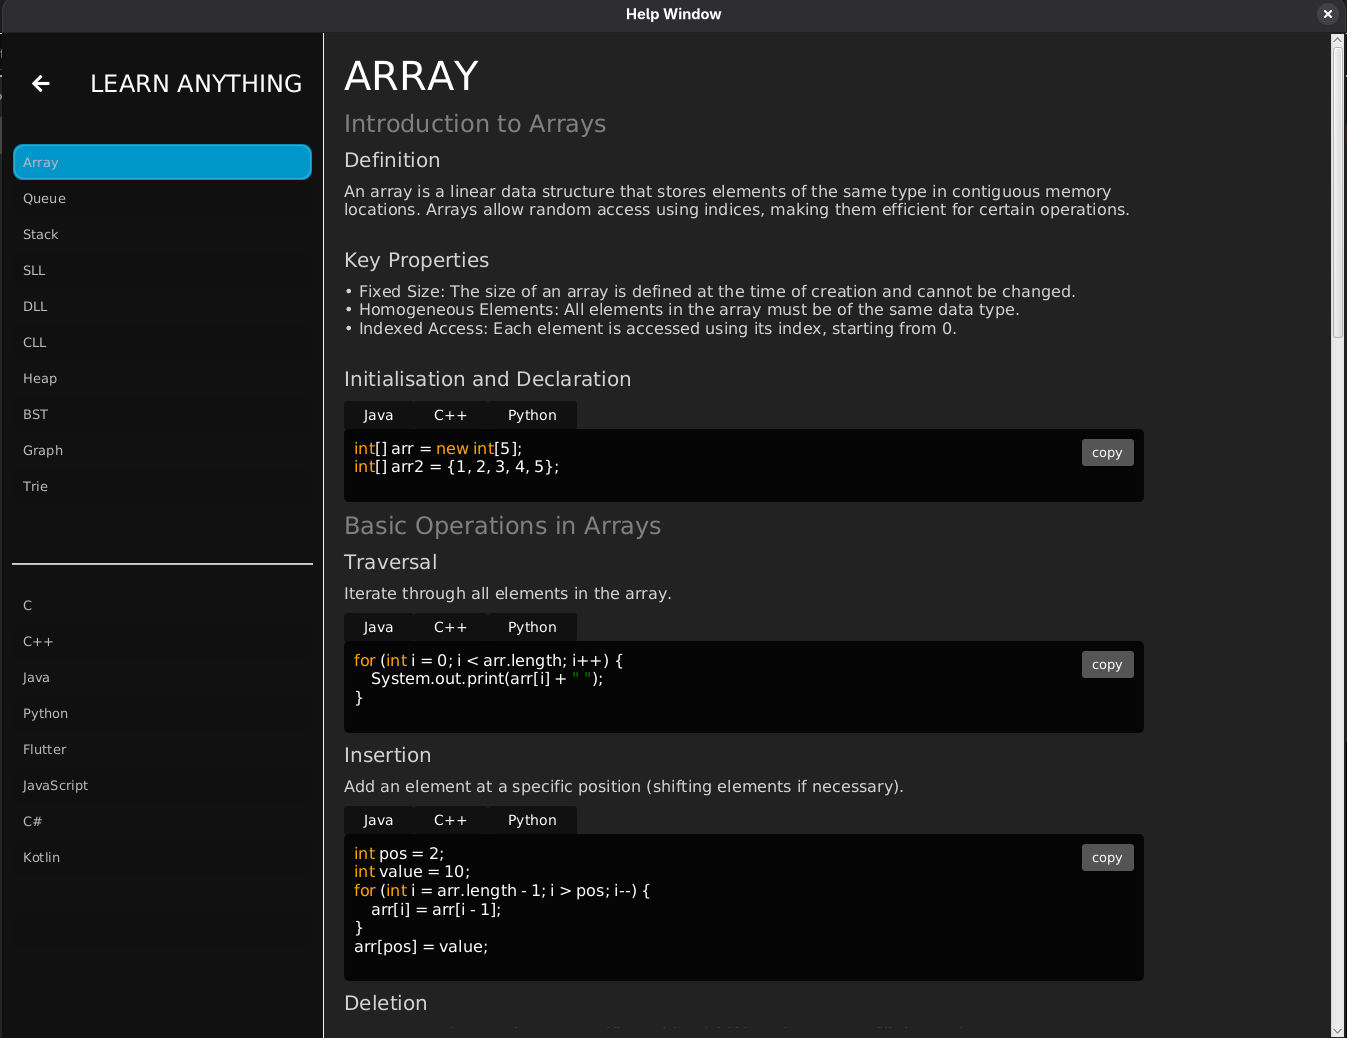 Help Window
LEARN ANYTHING
Array
Queue
Stack
SLL
DLL
CLL
Heap
BST
Graph
Trie
C
C++
Java
Python
Flutter
JavaScript
C#
Kotlin
ARRAY
Introduction to Arrays
Definition
An array is a linear data structure that stores elements of the same type in contiguous memory
locations. Arrays allow random access using indices, making them efficient for certain operations.
Key Properties
• Fixed Size: The size of an array is defined at the time of creation and cannot be changed.
• Homogeneous Elements: All elements in the array must be of the same data type.
• Indexed Access: Each element is accessed using its index, starting from 0.
Initialisation and Declaration
Java C++ Python
int[] arr = new int[5];
int[] arr2 = {1, 2, 3, 4, 5};
copy
Basic Operations in Arrays
Traversal
Iterate through all elements in the array.
Java C++ Python
for (int i = 0; i < arr.length; i++) {
    System.out.print(arr[i] + " ");
}
copy
Insertion
Add an element at a specific position (shifting elements if necessary).
Java C++ Python
int pos = 2;
int value = 10;
for (int i = arr.length - 1; i > pos; i--) {
    arr[i] = arr[i - 1];
}
arr[pos] = value;
copy
Deletion